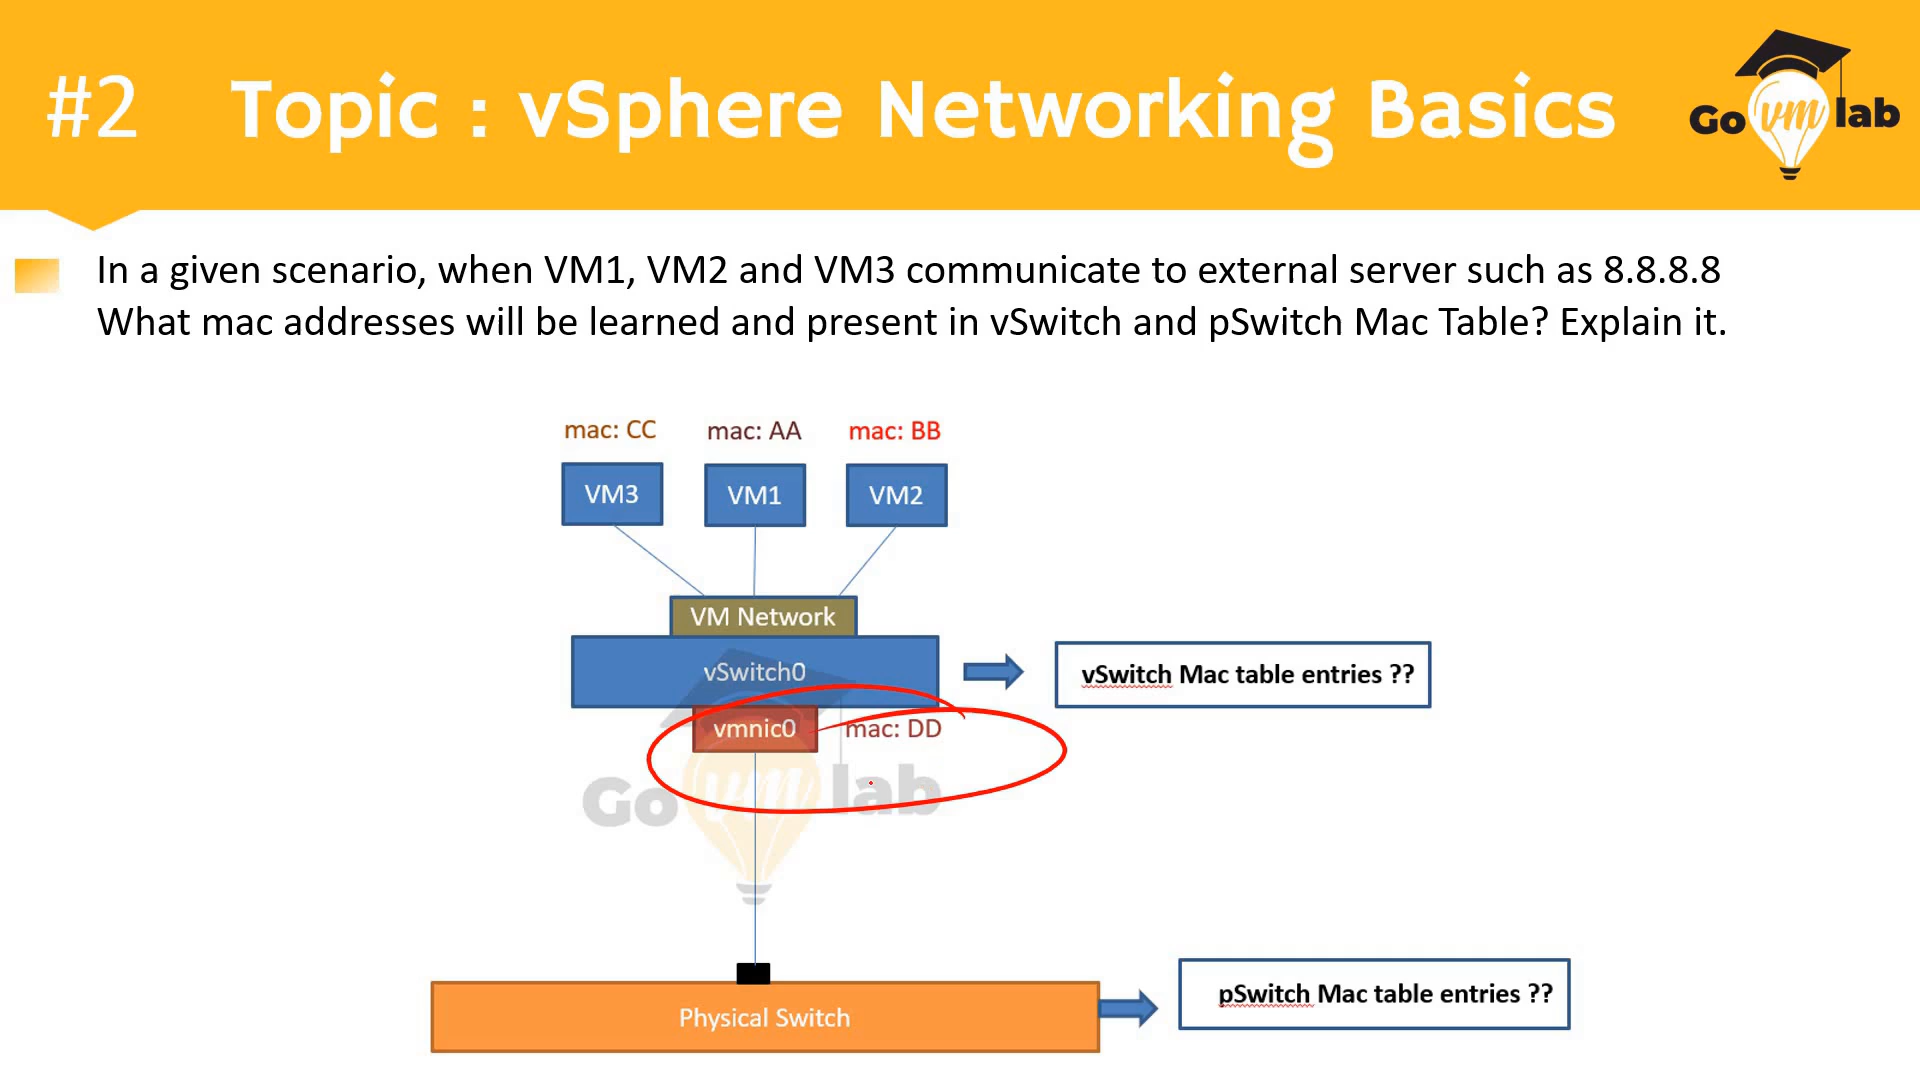 #2 Topic : vSphere Networking Basics
Go vm lab
In a given scenario, when VM1, VM2 and VM3 communicate to external server such as 8.8.8.8
What mac addresses will be learned and present in vSwitch and pSwitch Mac Table? Explain it.
mac: CC mac: AA mac: BB
VM3 VM1 VM2
VM Network
vSwitch0
vSwitch Mac table entries ??
vmnic0 mac: DD
Go vm lab
pSwitch Mac table entries ??
Physical Switch